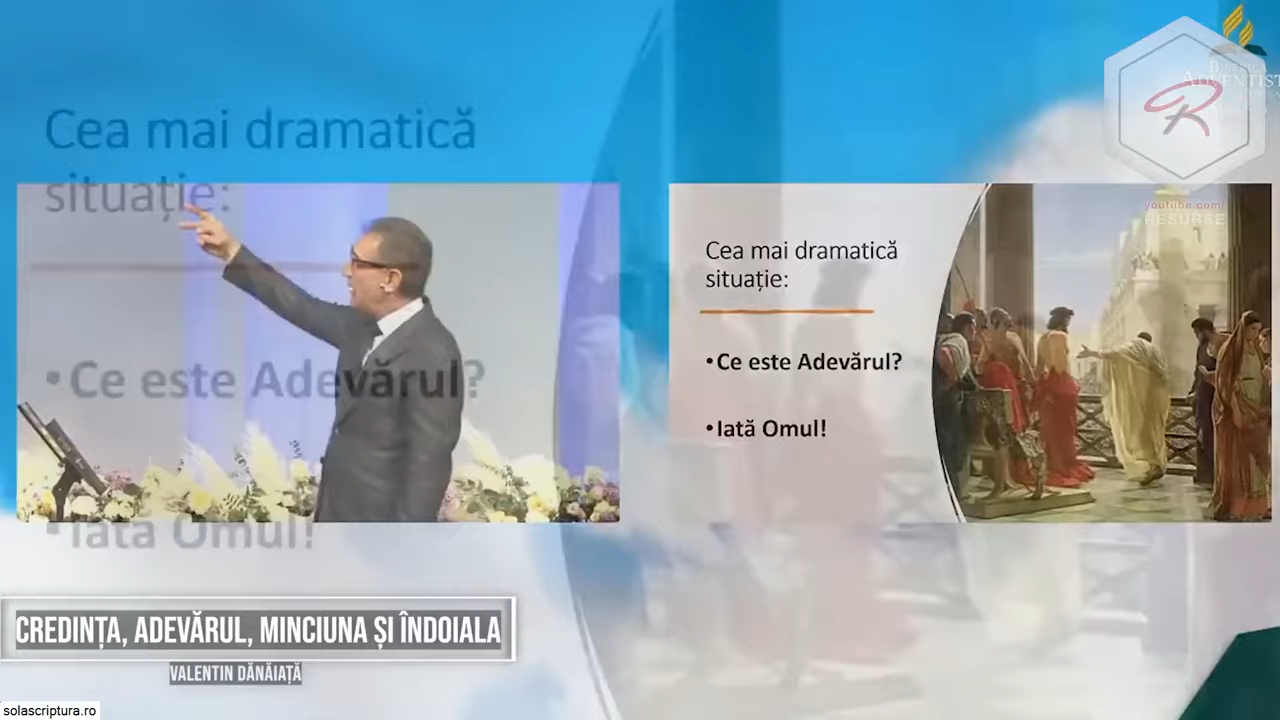 Cea mai dramatică
situație:
• Ce este Adevărul?
• Iată Omul!
Cea mai dramatică
situație:
• Ce este Adevărul?
• Iată Omul!
youtube.com/
RESURSE
CREDINȚA, ADEVĂRUL, MINCIUNA ȘI ÎNDOIALA
VALENTIN DĂNĂIAȚĂ
solascriptura.ro